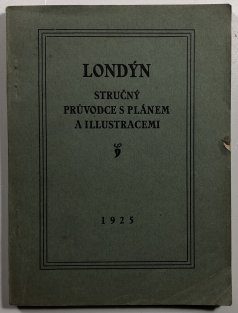 LONDÝN
STRUČNÝ
PRŮVODCE S PLÁNEM
A ILLUSTRACEMI
1925